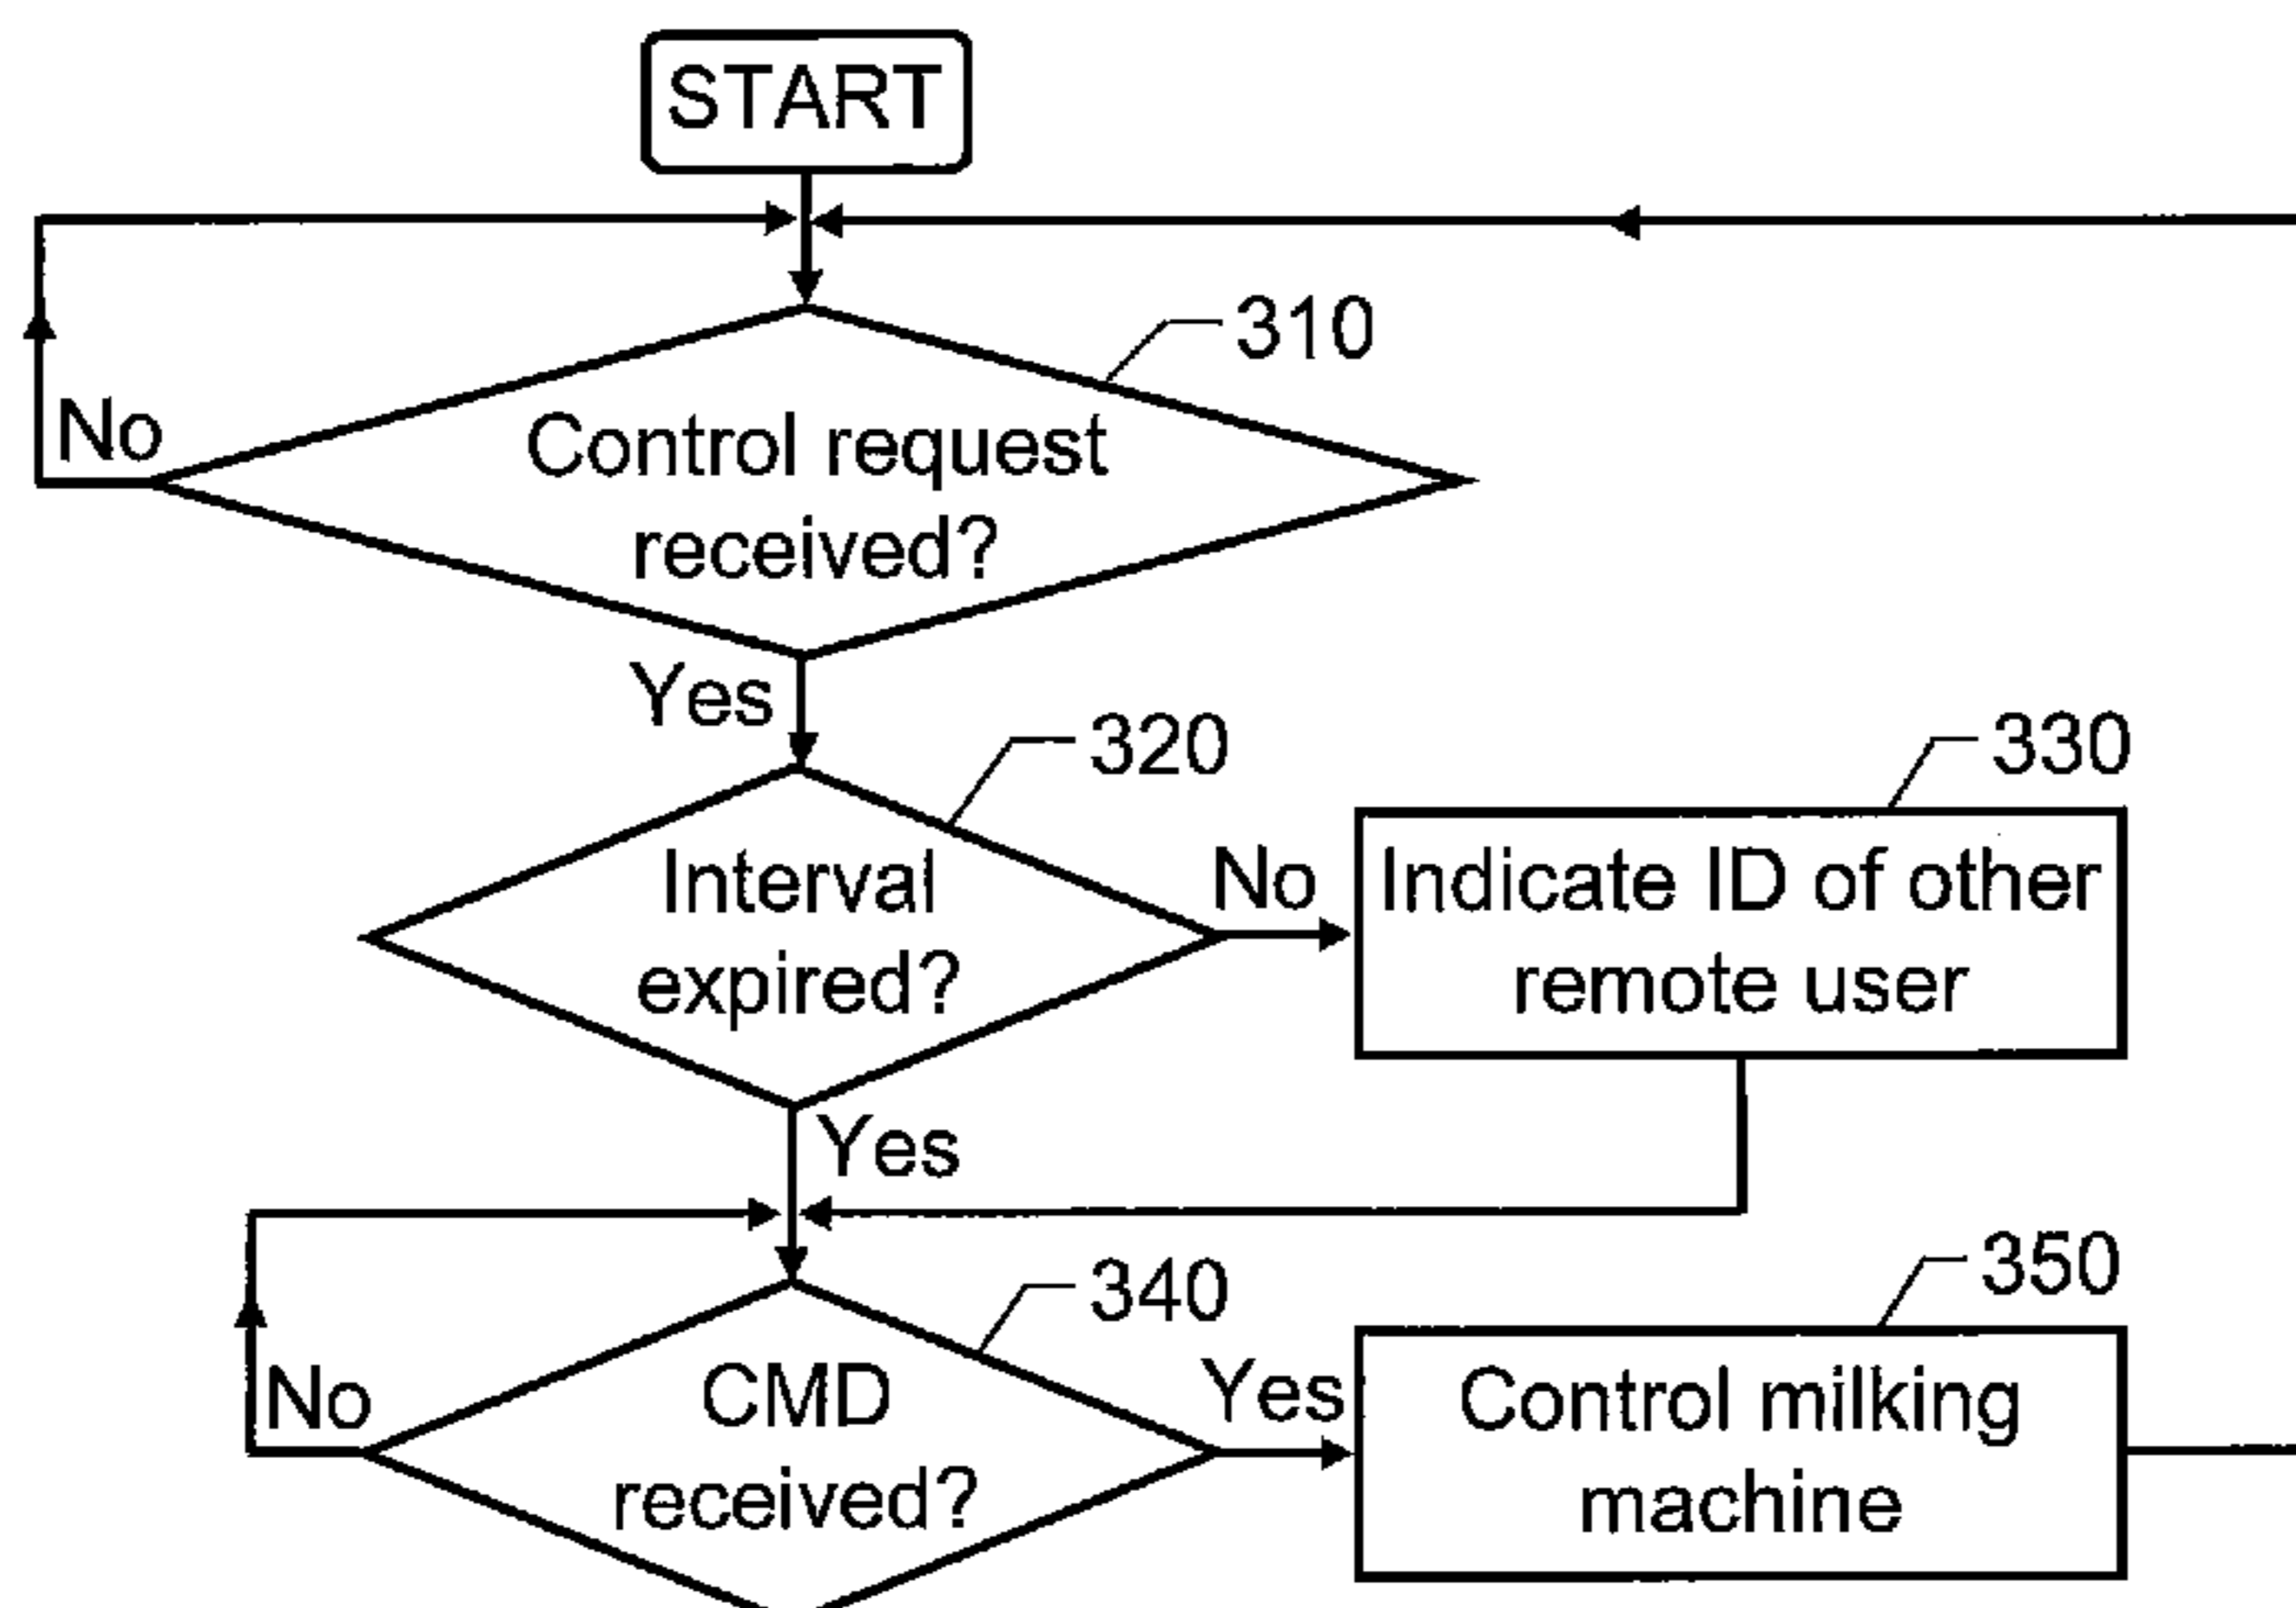 START
310
No
Control request
received?
Yes
320
330
Interval
expired?
No
Indicate ID of other
remote user
Yes
340
350
No
CMD
received?
Yes
Control milking
machine